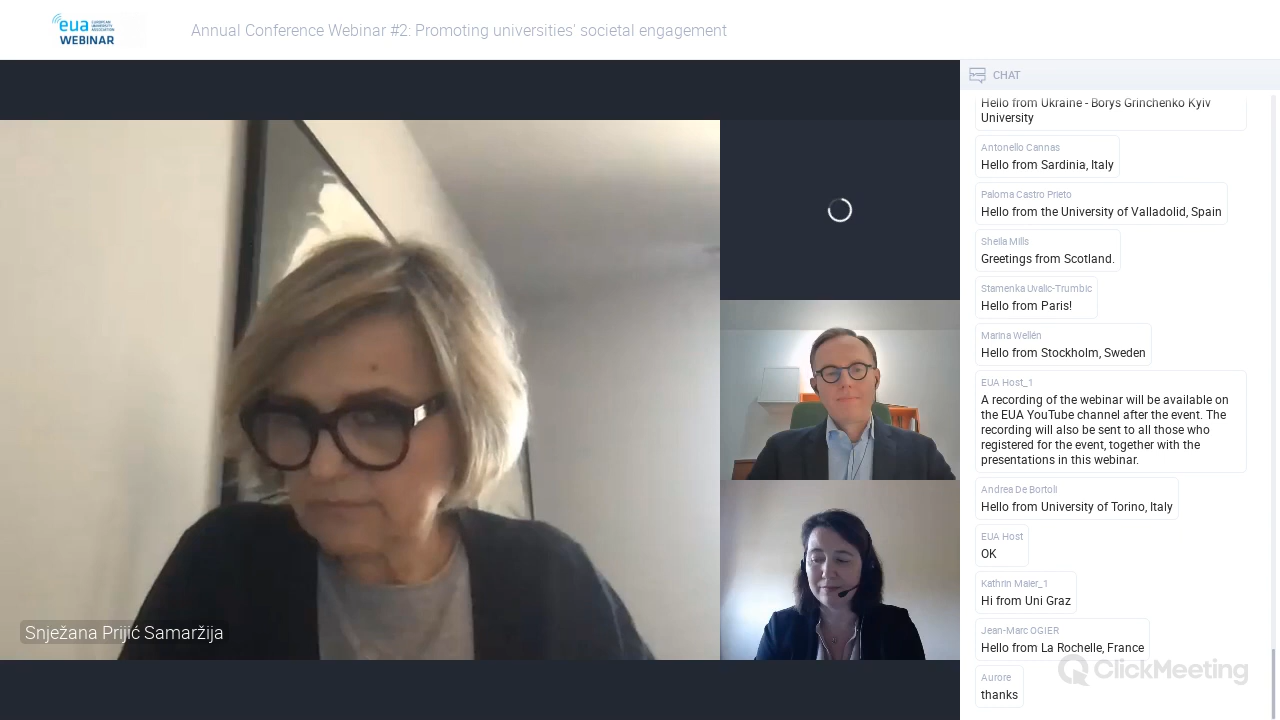 eua EUROPEAN UNIVERSITY ASSOCIATION
WEBINAR
Annual Conference Webinar #2: Promoting universities' societal engagement
Snježana Prijić Samaržija
CHAT
Hello from Ukraine - Borys Grinchenko Kyiv
University
Antonello Cannas
Hello from Sardinia, Italy
Paloma Castro Prieto
Hello from the University of Valladolid, Spain
Sheila Mills
Greetings from Scotland.
Stamenka Uvalic-Trumbic
Hello from Paris!
Marina Wellén
Hello from Stockholm, Sweden
EUA Host_1
A recording of the webinar will be available on
the EUA YouTube channel after the event. The
recording will also be sent to all those who
registered for the event, together with the
presentations in this webinar.
Andrea De Bortoli
Hello from University of Torino, Italy
EUA Host
OK
Kathrin Maier_1
Hi from Uni Graz
Jean-Marc OGIER
Hello from La Rochelle, France
ClickMeeting
Aurore
thanks